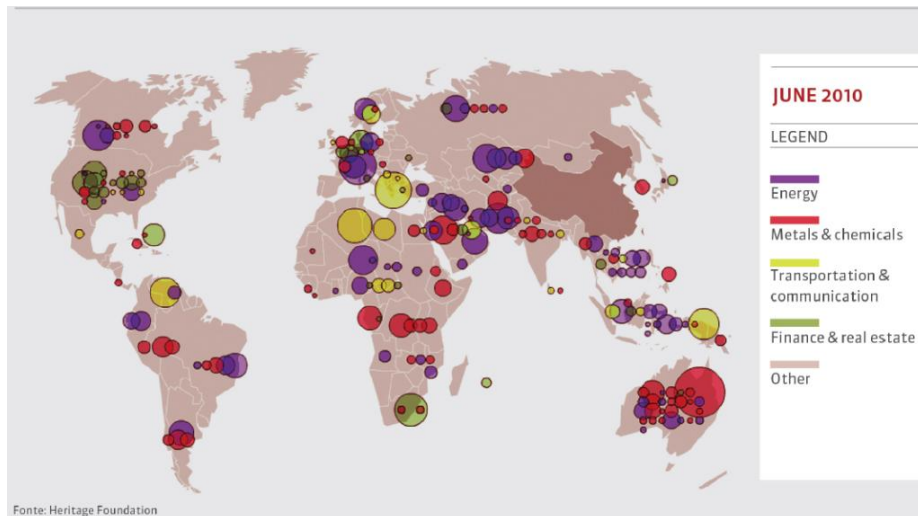 JUNE 2010
LEGEND
Energy
Metals & chemicals
Transportation &
communication
Finance & real estate
Other
Fonte: Heritage Foundation